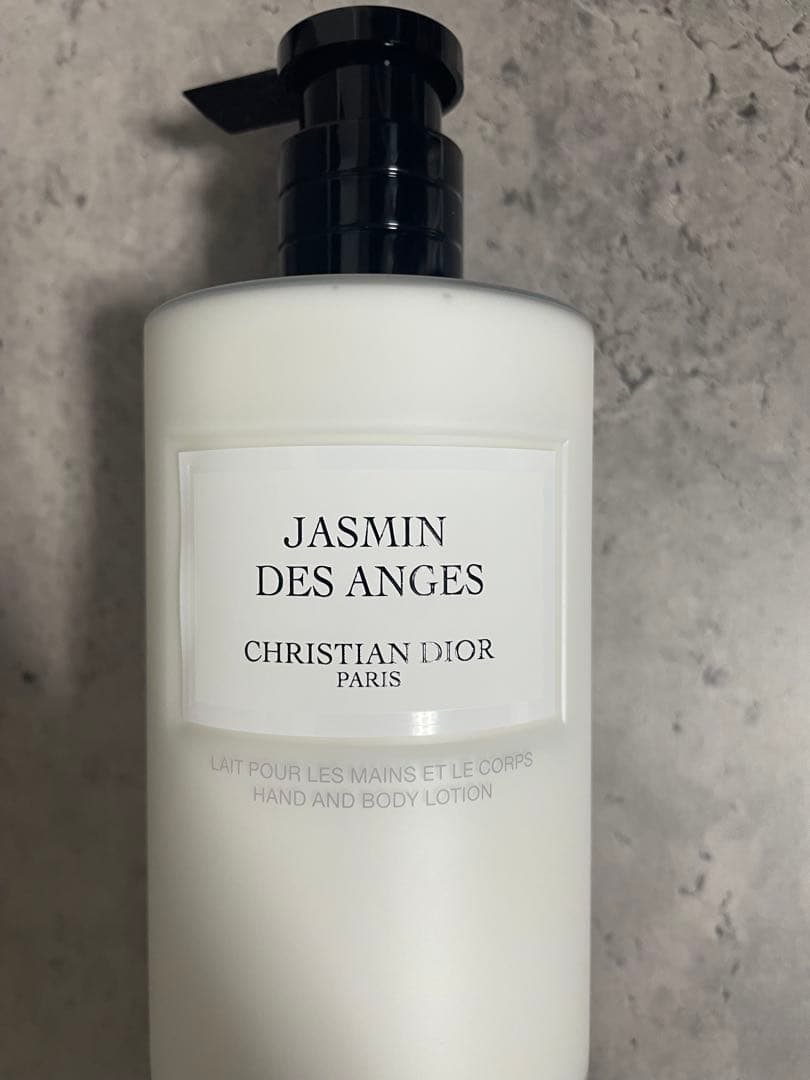 JASMIN
DES ANGES
CHRISTIAN DIOR
PARIS
LAIT POUR LES MAINS ET LE CORPS
HAND AND BODY LOTION